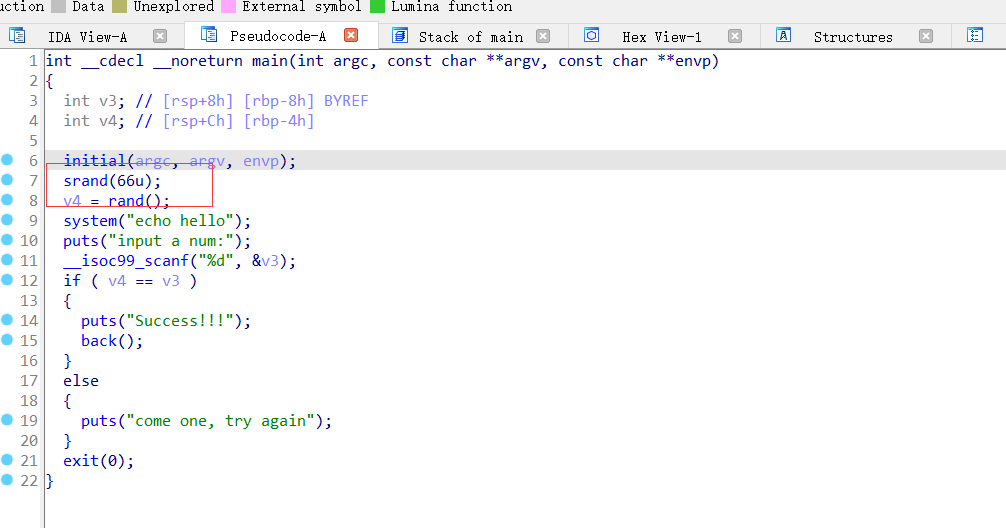 uction Data Unexplored External symbol Lumina function
IDA View-A Pseudocode-A Stack of main Hex View-1 Structures
1 int __cdecl __noreturn main(int argc, const char **argv, const char **envp)
2 {
3 int v3; // [rsp+8h] [rbp-8h] BYREF
4 int v4; // [rsp+Ch] [rbp-4h]
5
6 initial(argc, argv, envp);
7 srand(66u);
8 v4 = rand();
9 system("echo hello");
10 puts("input a num:");
11 __isoc99_scanf("%d", &v3);
12 if ( v4 == v3 )
13 {
14 puts("Success!!!");
15 back();
16 }
17 else
18 {
19 puts("come one, try again");
20 }
21 exit(0);
22 }